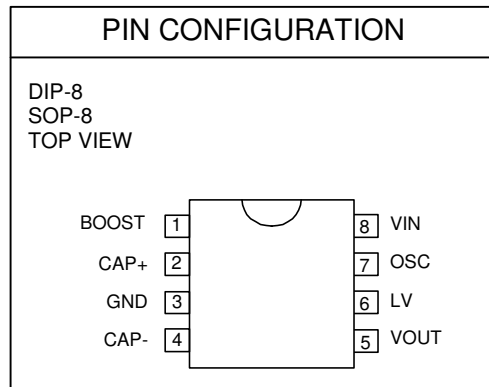 PIN CONFIGURATION
DIP-8
SOP-8
TOP VIEW
BOOST 1 8 VIN
CAP+ 2 7 OSC
GND 3 6 LV
CAP- 4 5 VOUT